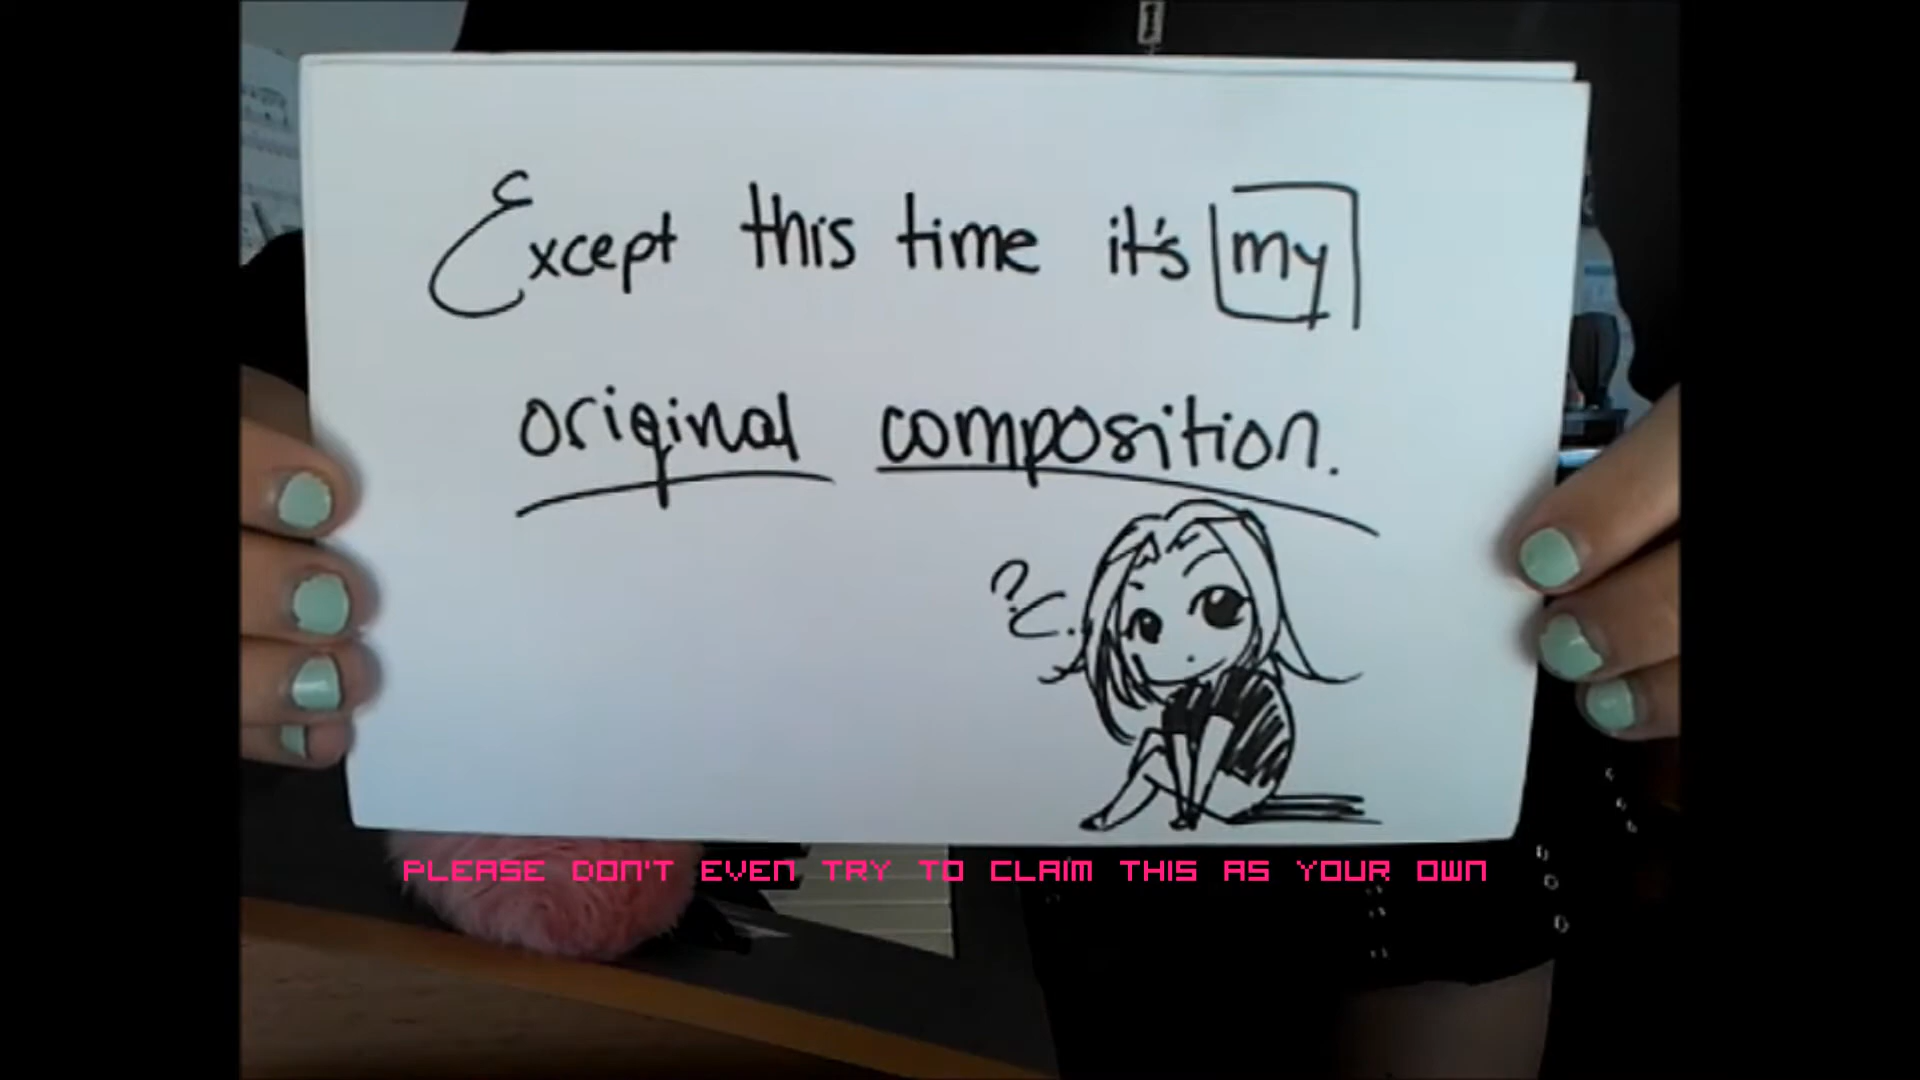 Except this time it's my
original composition.
?
PLEASE DON'T EVEN TRY TO CLAIM THIS AS YOUR OWN